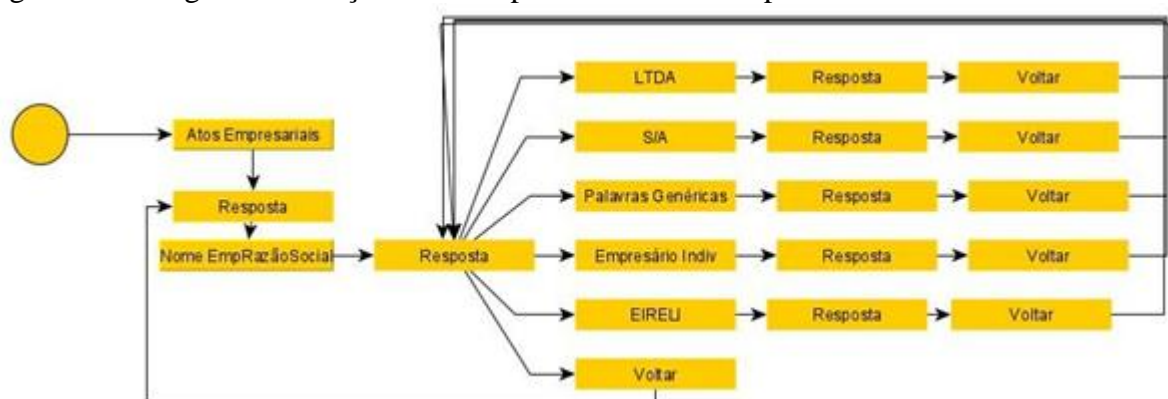 LTDA
Resposta
Voltar
Atos Empresariais
S/A
Resposta
Voltar
Resposta
Palavras Genéricas
Resposta
Voltar
Nome EmpRazãoSocial
Resposta
Empresário Indiv
Resposta
Voltar
EIRELI
Resposta
Voltar
Voltar